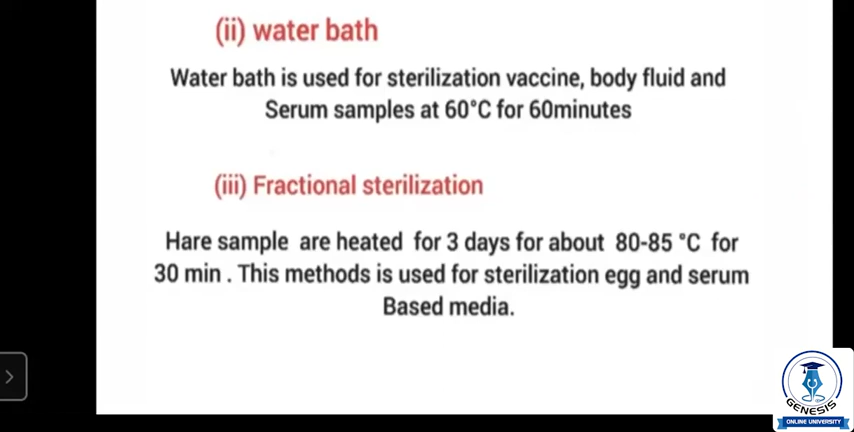 (ii) water bath
Water bath is used for sterilization vaccine, body fluid and
Serum samples at 60°C for 60minutes
(iii) Fractional sterilization
Hare sample are heated for 3 days for about 80-85 °C for
30 min . This methods is used for sterilization egg and serum
Based media.
GENESIS
ONLINE UNIVERSITY